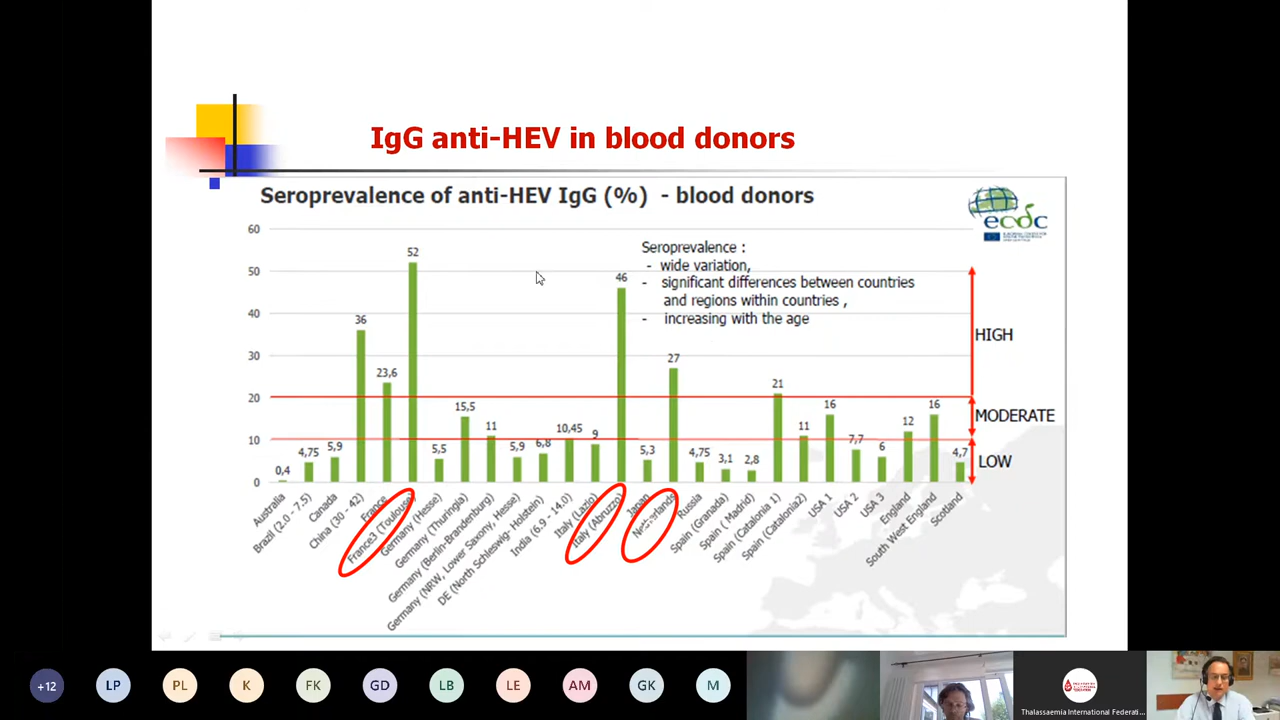 IgG anti-HEV in blood donors
Seroprevalence of anti-HEV IgG (%) - blood donors
ecdc
Seroprevalence :
- wide variation,
- significant differences between countries
and regions within countries ,
- increasing with the age
60
50
40
30
20
10
0
0,4
4,75
5,9
36
23,6
52
5,5
15,5
11
5,9
6,8
10,45
9
46
5,3
27
4,75
3,1
2,8
21
11
16
7,7
6
12
16
4,7
HIGH
MODERATE
LOW
Australia
Brazil (2.0 - 7.5)
Canada
China (30 - 42)
France
France3 (Toulouse)
Germany (Hesse)
Germany (Thuringia)
Germany (Berlin-Brandenburg)
Germany (NRW, Lower Saxony, Hesse)
DE (North Schleswig-Holstein)
India (6.9 - 14.0)
Italy (Lazio)
Italy (Abruzzo)
Japan
Netherlands
Russia
Spain (Granada)
Spain ( Madrid)
Spain (Catalonia 1)
Spain (Catalonia2)
USA 1
USA 2
USA 3
England
South West England
Scotland
+12
LP
PL
K
FK
GD
LB
LE
AM
GK
M
Thalassaemia International Federati...